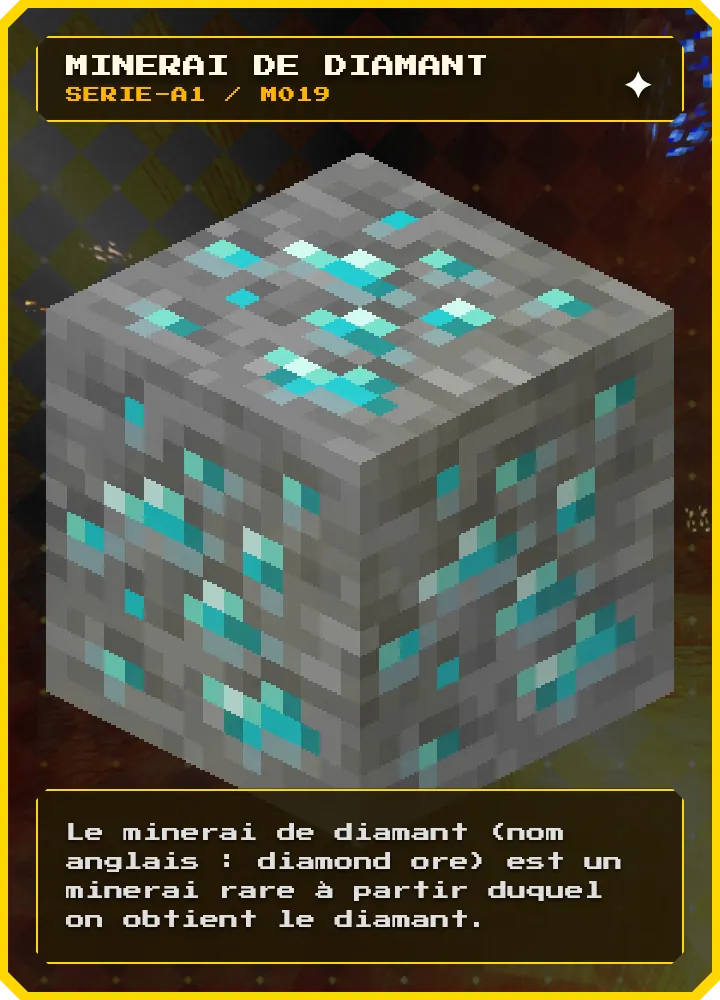 MINERAI DE DIAMANT
SERIE-A1 / M019
Le minerai de diamant (nom
anglais : diamond ore) est un
minerai rare à partir duquel
on obtient le diamant.